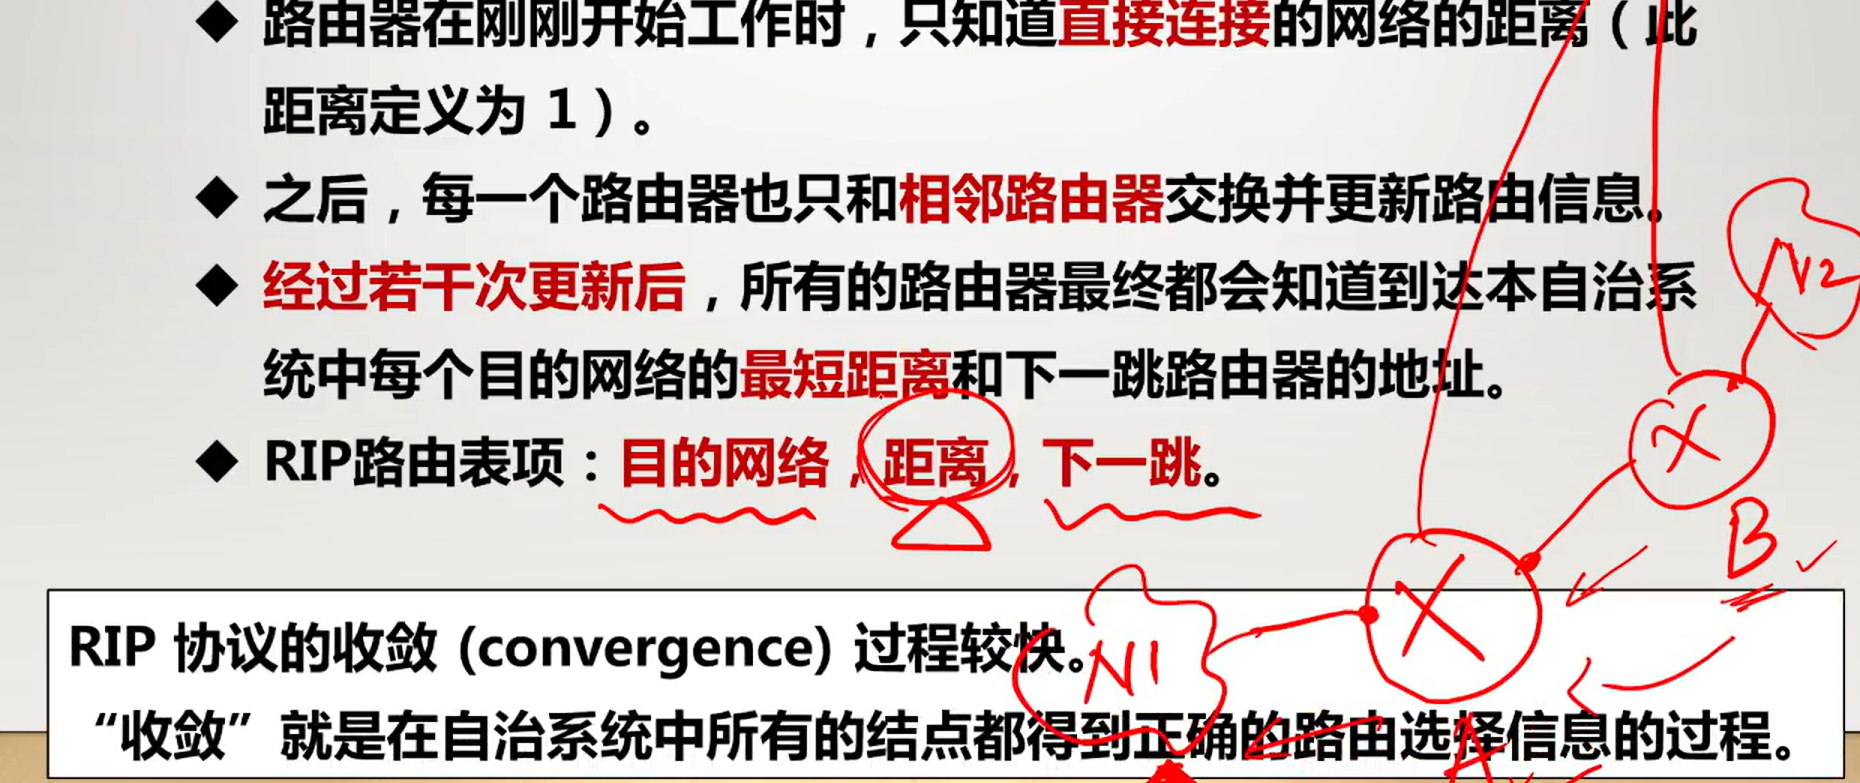 ◆ 路由器在刚刚开始工作时，只知道直接连接的网络的距离（此
距离定义为 1）。
◆ 之后，每一个路由器也只和相邻路由器交换并更新路由信息。
◆ 经过若干次更新后，所有的路由器最终都会知道到达本自治系
统中每个目的网络的最短距离和下一跳路由器的地址。
◆ RIP路由表项：目的网络，距离，下一跳。
N2
X
B
X
RIP 协议的收敛 (convergence) 过程较快。
N1
“收敛”就是在自治系统中所有的结点都得到正确的路由选择信息的过程。
A